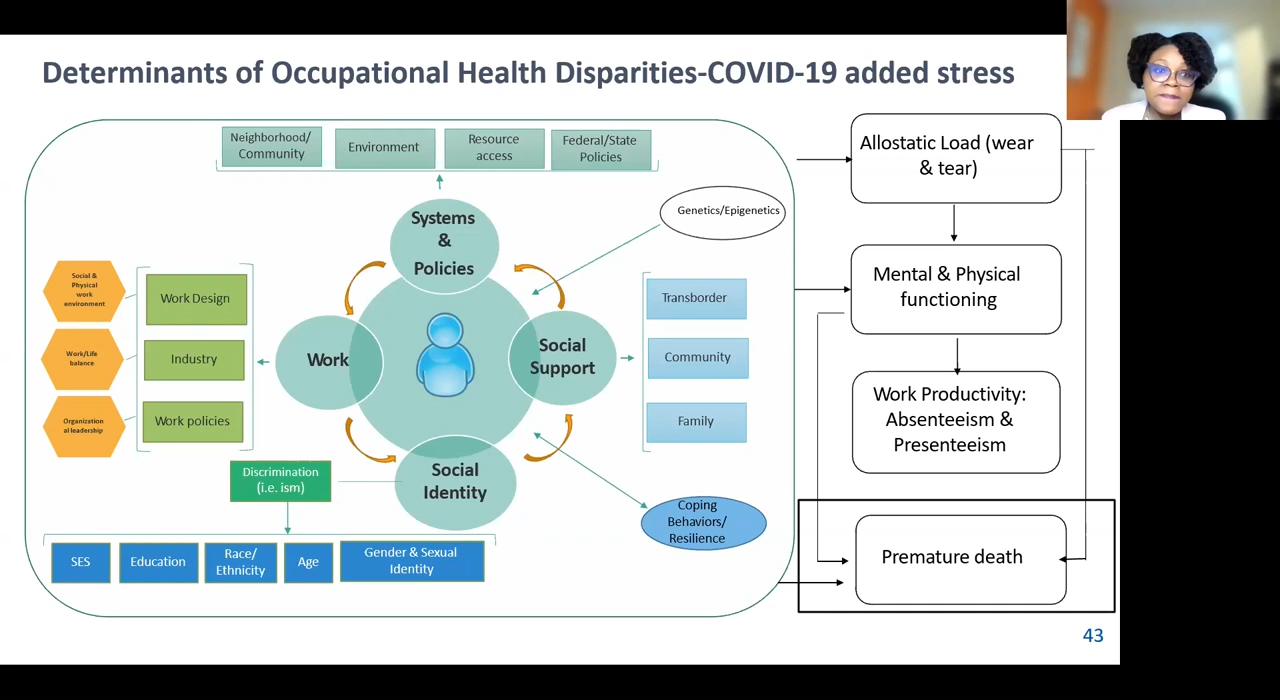 Determinants of Occupational Health Disparities-COVID-19 added stress
Neighborhood/
Community
Environment
Resource
access
Federal/State
Policies
Allostatic Load (wear
& tear)
Genetics/Epigenetics
Systems
&
Policies
Social &
Physical
work
environment
Work Design
Transborder
Mental & Physical
functioning
Work/Life
balance
Industry
Work
Social
Support
Community
Organization
al leadership
Work policies
Family
Work Productivity:
Absenteeism &
Presenteeism
Discrimination
(i.e. ism)
Social
Identity
Coping
Behaviors/
Resilience
SES
Education
Race/
Ethnicity
Age
Gender & Sexual
Identity
Premature death
43